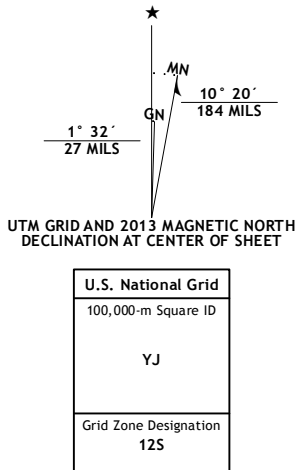 MN
GN
10° 20´
184 MILS
1° 32´
27 MILS
UTM GRID AND 2013 MAGNETIC NORTH
DECLINATION AT CENTER OF SHEET
U.S. National Grid
100,000-m Square ID
YJ
Grid Zone Designation
12S